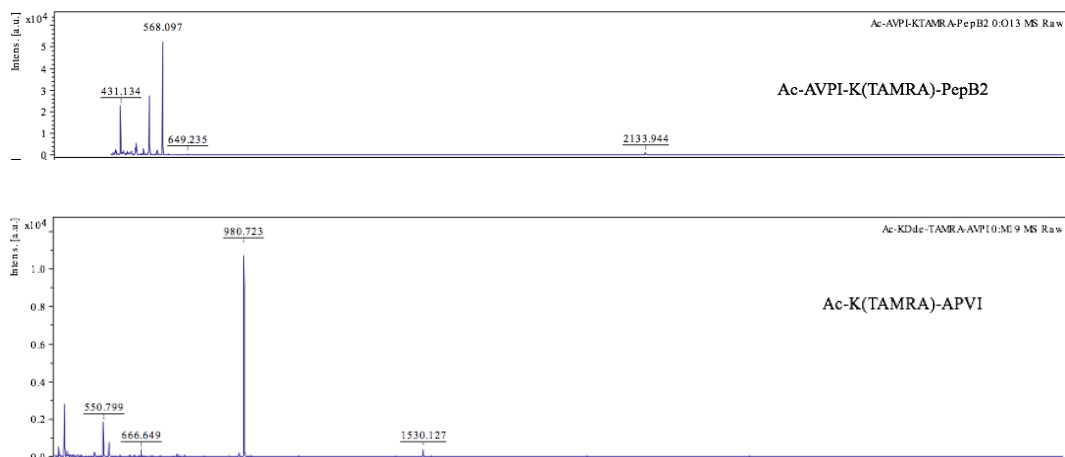 x10⁴
568.097
Ac-AVPI-KTAMRA-PepB2 0:O13 MS Raw
Intens. [a.u.]
5
4
431.134
Ac-AVPI-K(TAMRA)-PepB2
3
2
649.235
2133.944
1
0
x10⁴
980.723
Ac-KDde-TAMRA-AVPI 0:M19 MS Raw
Intens. [a.u.]
1.0
Ac-K(TAMRA)-APVI
0.8
0.6
0.4
550.799
0.2
666.649
1530.127
0.0